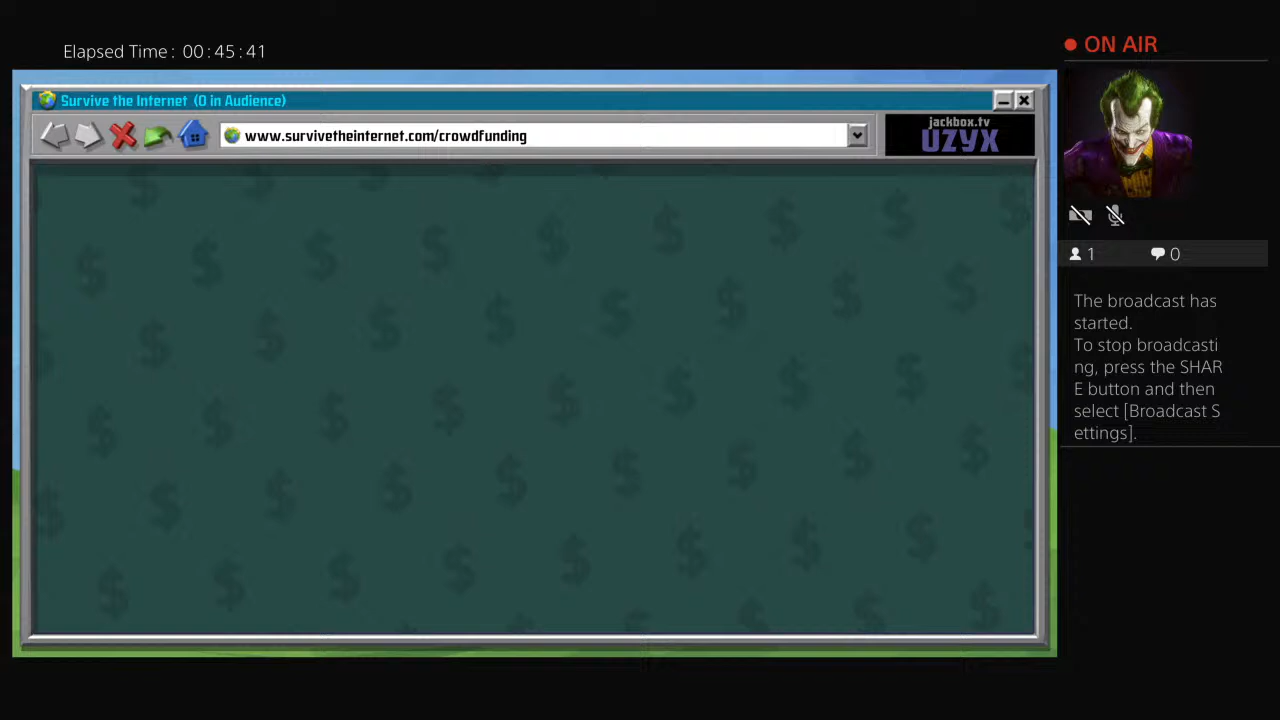 Elapsed Time: 00:45:41
ON AIR
Survive the Internet (0 in Audience)
www.survivetheinternet.com/crowdfunding
jackbox.tv
UZYX
1
0
The broadcast has
started.
To stop broadcasti
ng, press the SHAR
E button and then
select [Broadcast S
ettings].